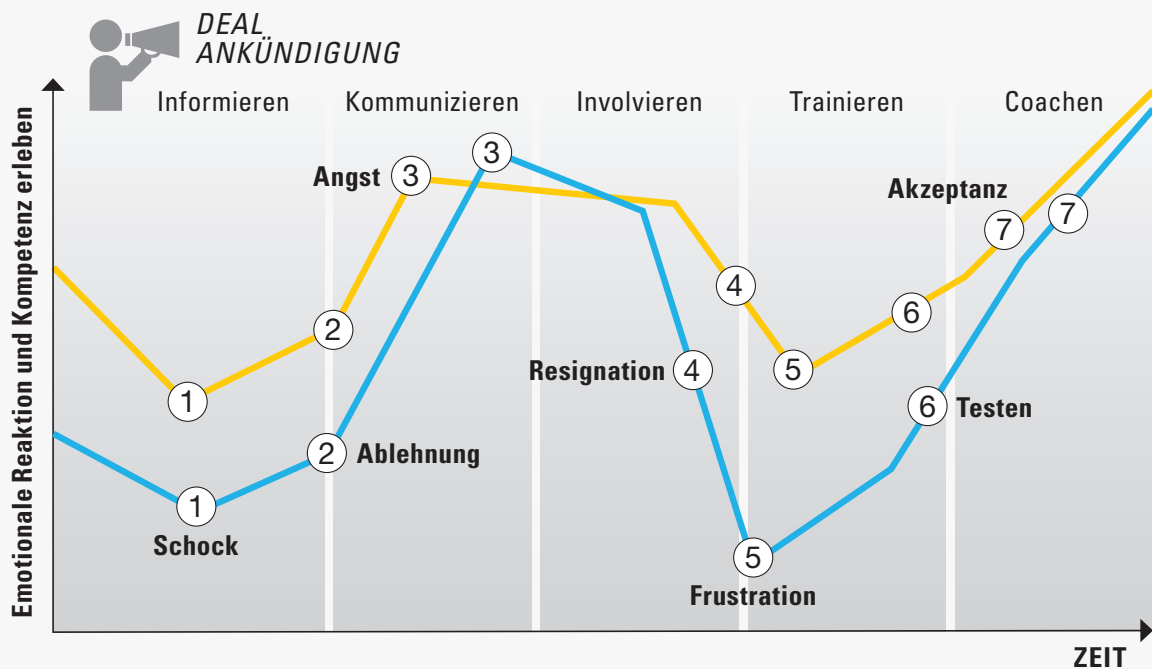 DEAL
ANKÜNDIGUNG
Informieren
Kommunizieren
Involvieren
Trainieren
Coachen
Emotionale Reaktion und Kompetenz erleben
3
Angst
3
Akzeptanz
7
7
4
2
6
Resignation
4
5
1
6
Testen
2
Ablehnung
1
Schock
5
Frustration
ZEIT